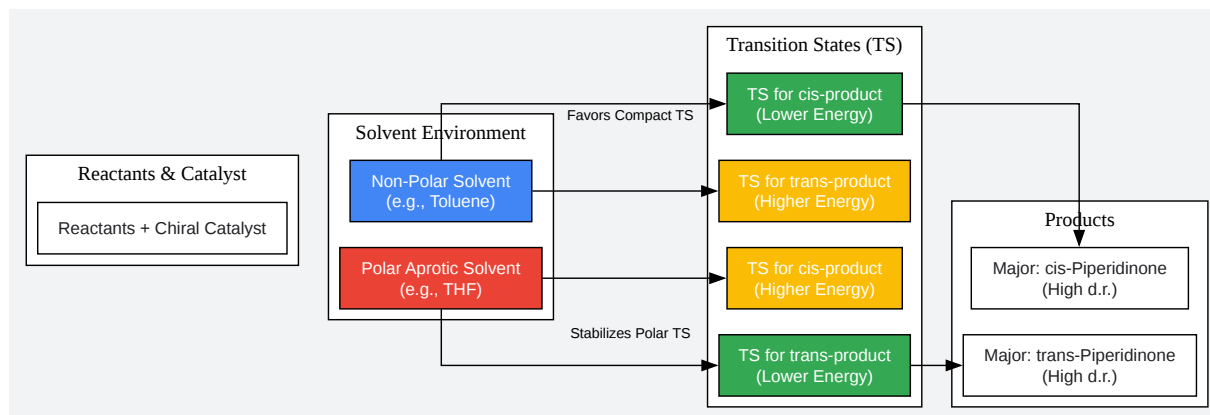 Reactants & Catalyst
Reactants + Chiral Catalyst
Solvent Environment
Non-Polar Solvent
(e.g., Toluene)
Polar Aprotic Solvent
(e.g., THF)
Favors Compact TS
Stabilizes Polar TS
Transition States (TS)
TS for cis-product
(Lower Energy)
TS for trans-product
(Higher Energy)
TS for cis-product
(Higher Energy)
TS for trans-product
(Lower Energy)
Products
Major: cis-Piperidinone
(High d.r.)
Major: trans-Piperidinone
(High d.r.)